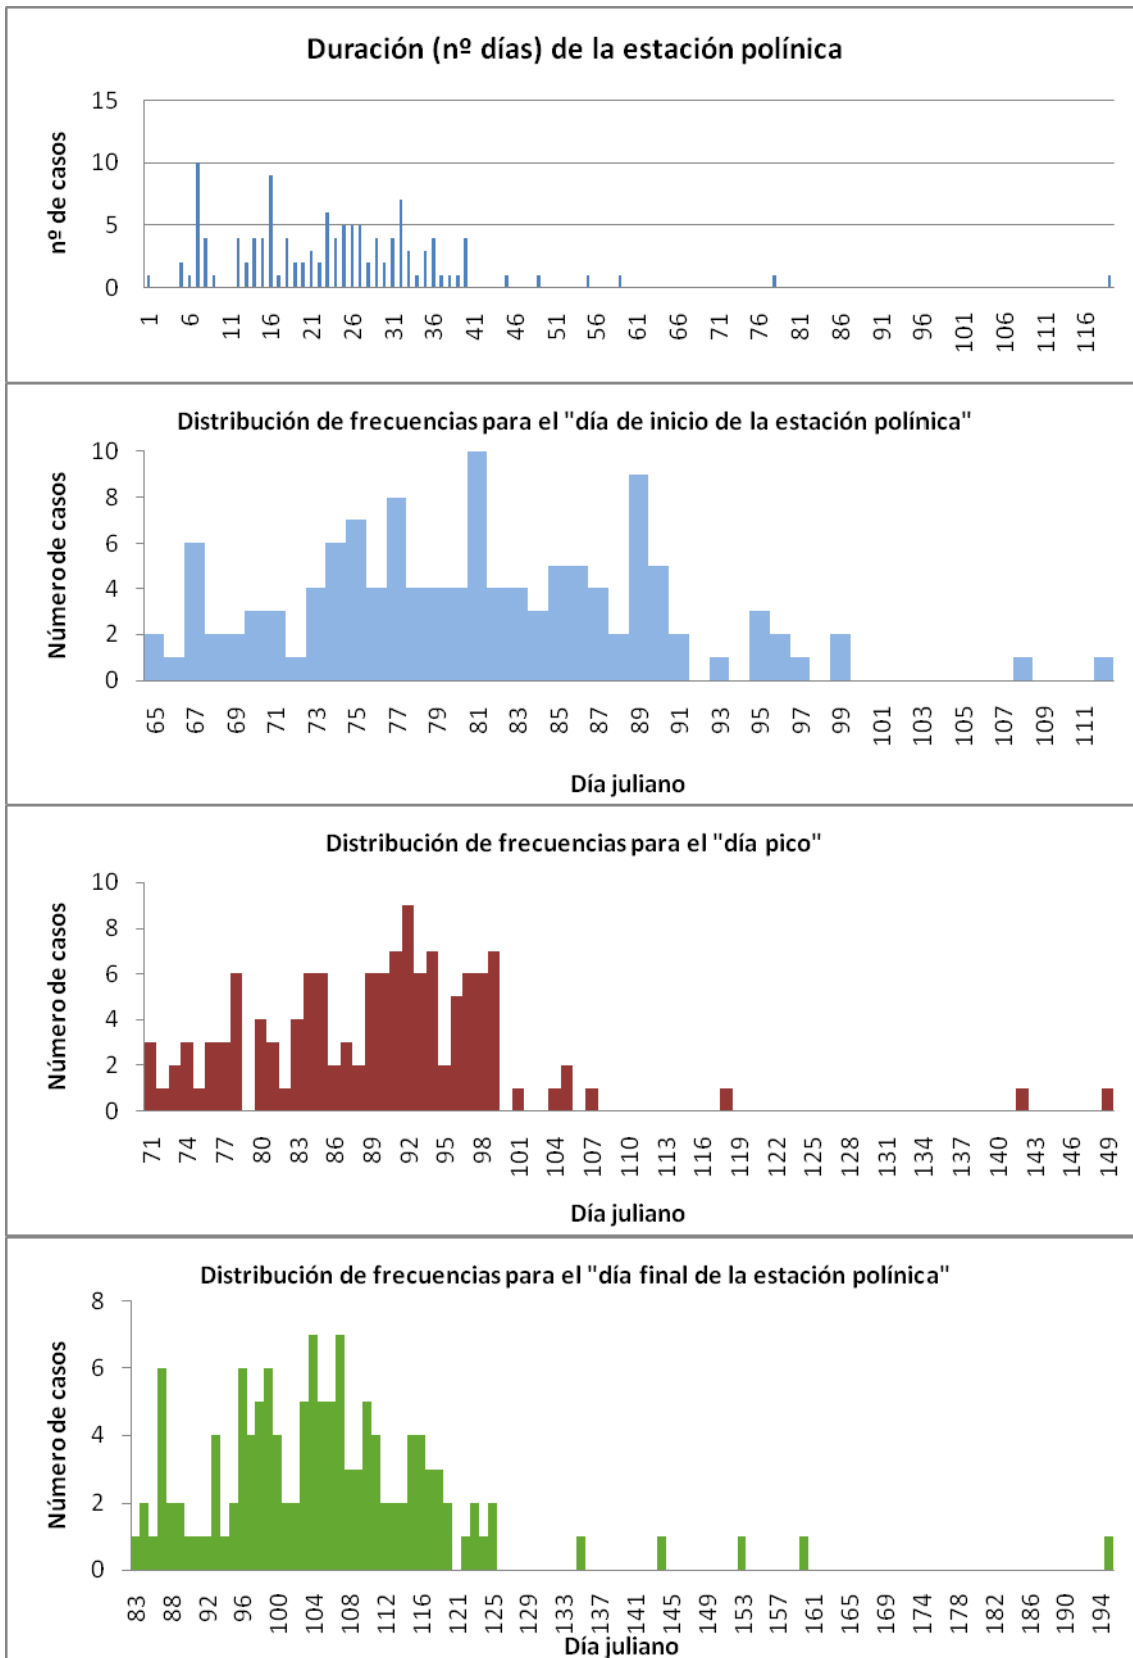 Duración (nº días) de la estación polínica
nº de casos
15
10
5
0
1 6 11 16 21 26 31 36 41 46 51 56 61 66 71 76 81 86 91 96 101 106 111 116
Distribución de frecuencias para el "día de inicio de la estación polínica"
Número de casos
10
8
6
4
2
0
65 67 69 71 73 75 77 79 81 83 85 87 89 91 93 95 97 99 101 103 105 107 109 111
Día juliano
Distribución de frecuencias para el "día pico"
Número de casos
10
8
6
4
2
0
71 74 77 80 83 86 89 92 95 98 101 104 107 110 113 116 119 122 125 128 131 134 137 140 143 146 149
Día juliano
Distribución de frecuencias para el "día final de la estación polínica"
Número de casos
8
6
4
2
0
83 88 92 96 100 104 108 112 116 121 125 129 133 137 141 145 149 153 161 165 169 174 178 182 186 190 194
Día juliano